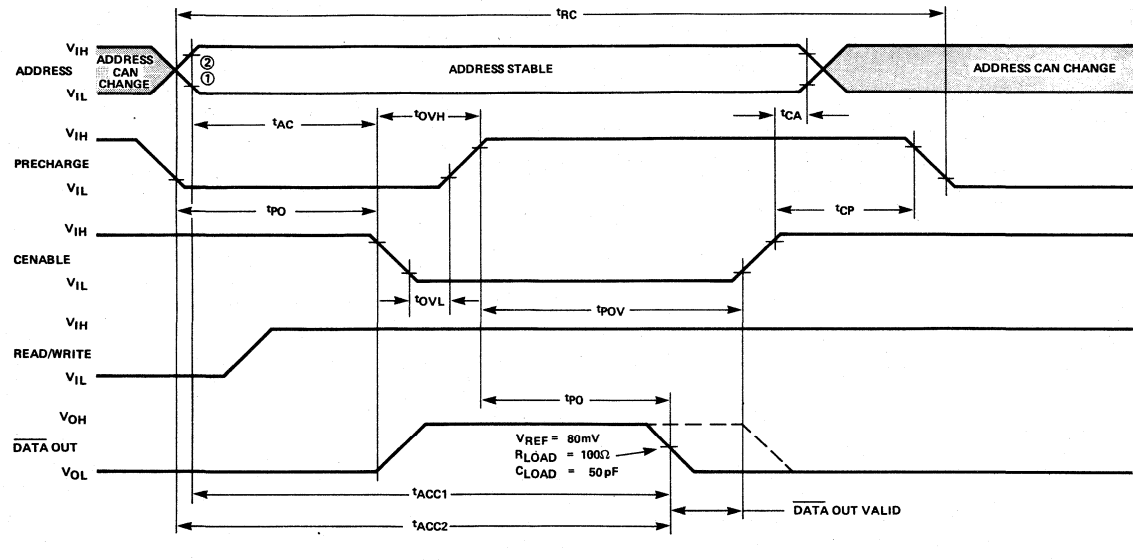 tRC
VIH
ADDRESS
VIL
ADDRESS
CAN
CHANGE
②
①
ADDRESS STABLE
ADDRESS CAN CHANGE
tAC
tOVH
tCA
VIH
PRECHARGE
VIL
tPO
tCP
VIH
CENABLE
VIL
tOVL
tPOV
VIH
READ/WRITE
VIL
tPO
VOH
DATA OUT
VOL
VREF = 80mV
RLOAD = 100Ω
CLOAD = 50pF
tACC1
tACC2
DATA OUT VALID